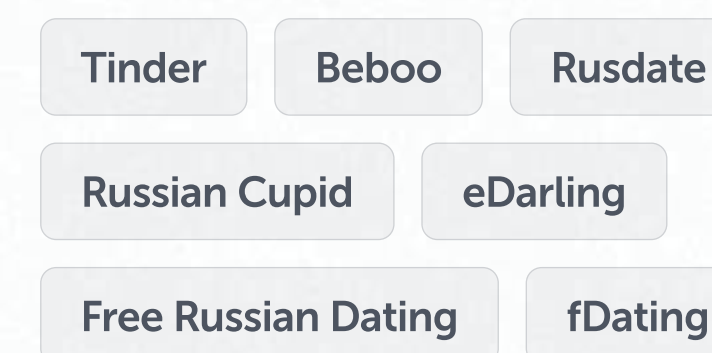 Tinder Beboo Rusdate
Russian Cupid eDarling
Free Russian Dating fDating